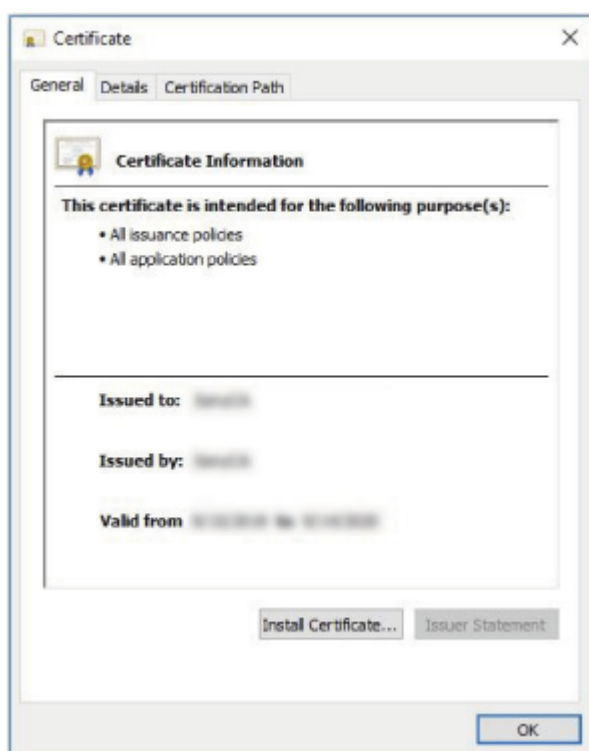 Certificate
General Details Certification Path
Certificate Information
This certificate is intended for the following purpose(s):
• All issuance policies
• All application policies
Issued to:
Issued by:
Valid from
Install Certificate... Issuer Statement
OK